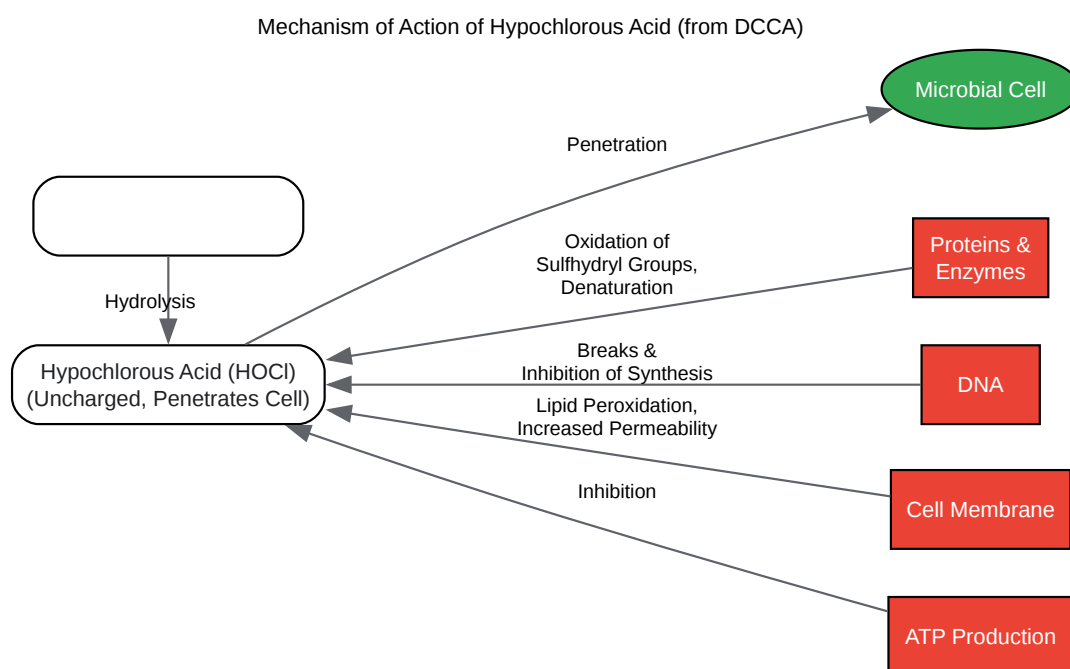 Mechanism of Action of Hypochlorous Acid (from DCCA)
Microbial Cell
Penetration
Proteins &
Enzymes
Oxidation of
Sulfhydryl Groups,
Denaturation
Hydrolysis
Hypochlorous Acid (HOCl)
(Uncharged, Penetrates Cell)
Breaks &
Inhibition of Synthesis
DNA
Lipid Peroxidation,
Increased Permeability
Cell Membrane
Inhibition
ATP Production